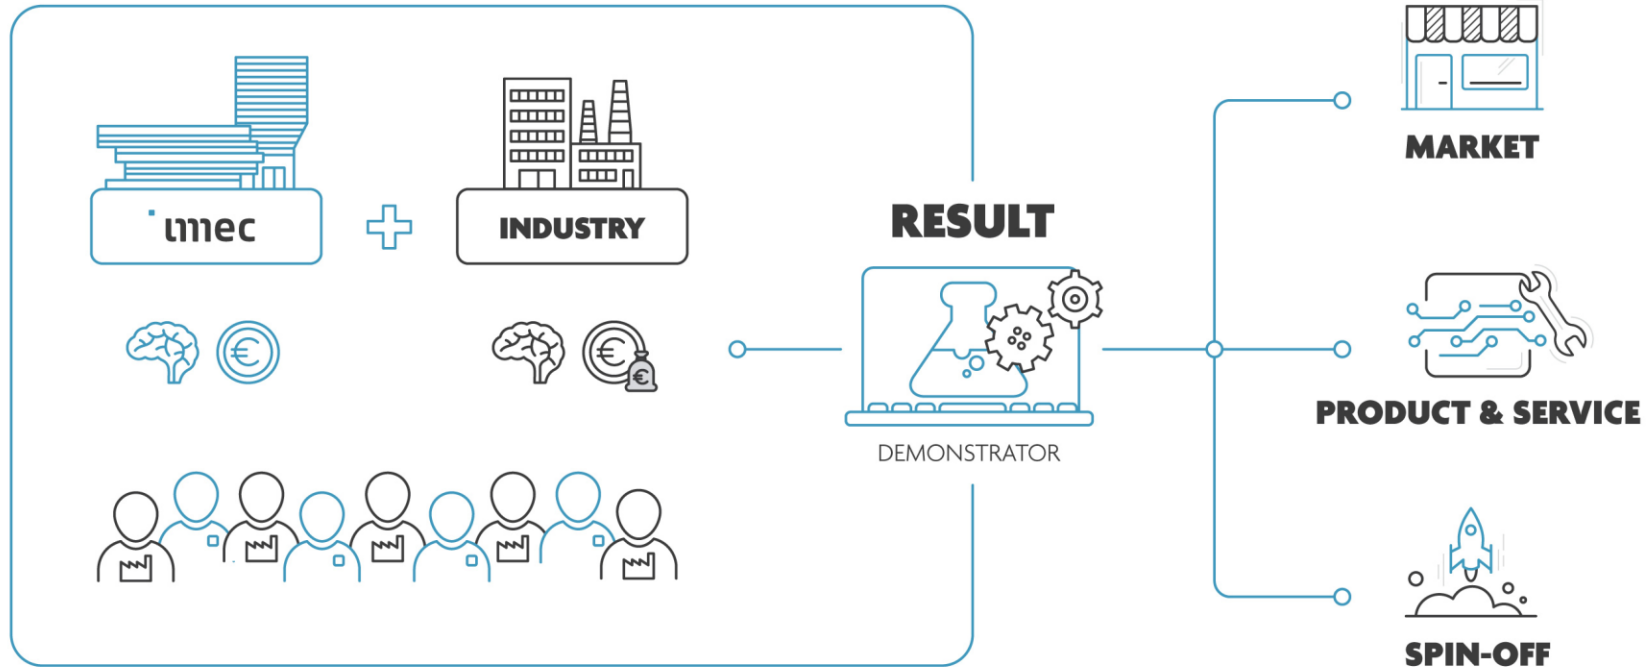 imec
INDUSTRY
RESULT
DEMONSTRATOR
MARKET
PRODUCT & SERVICE
SPIN-OFF